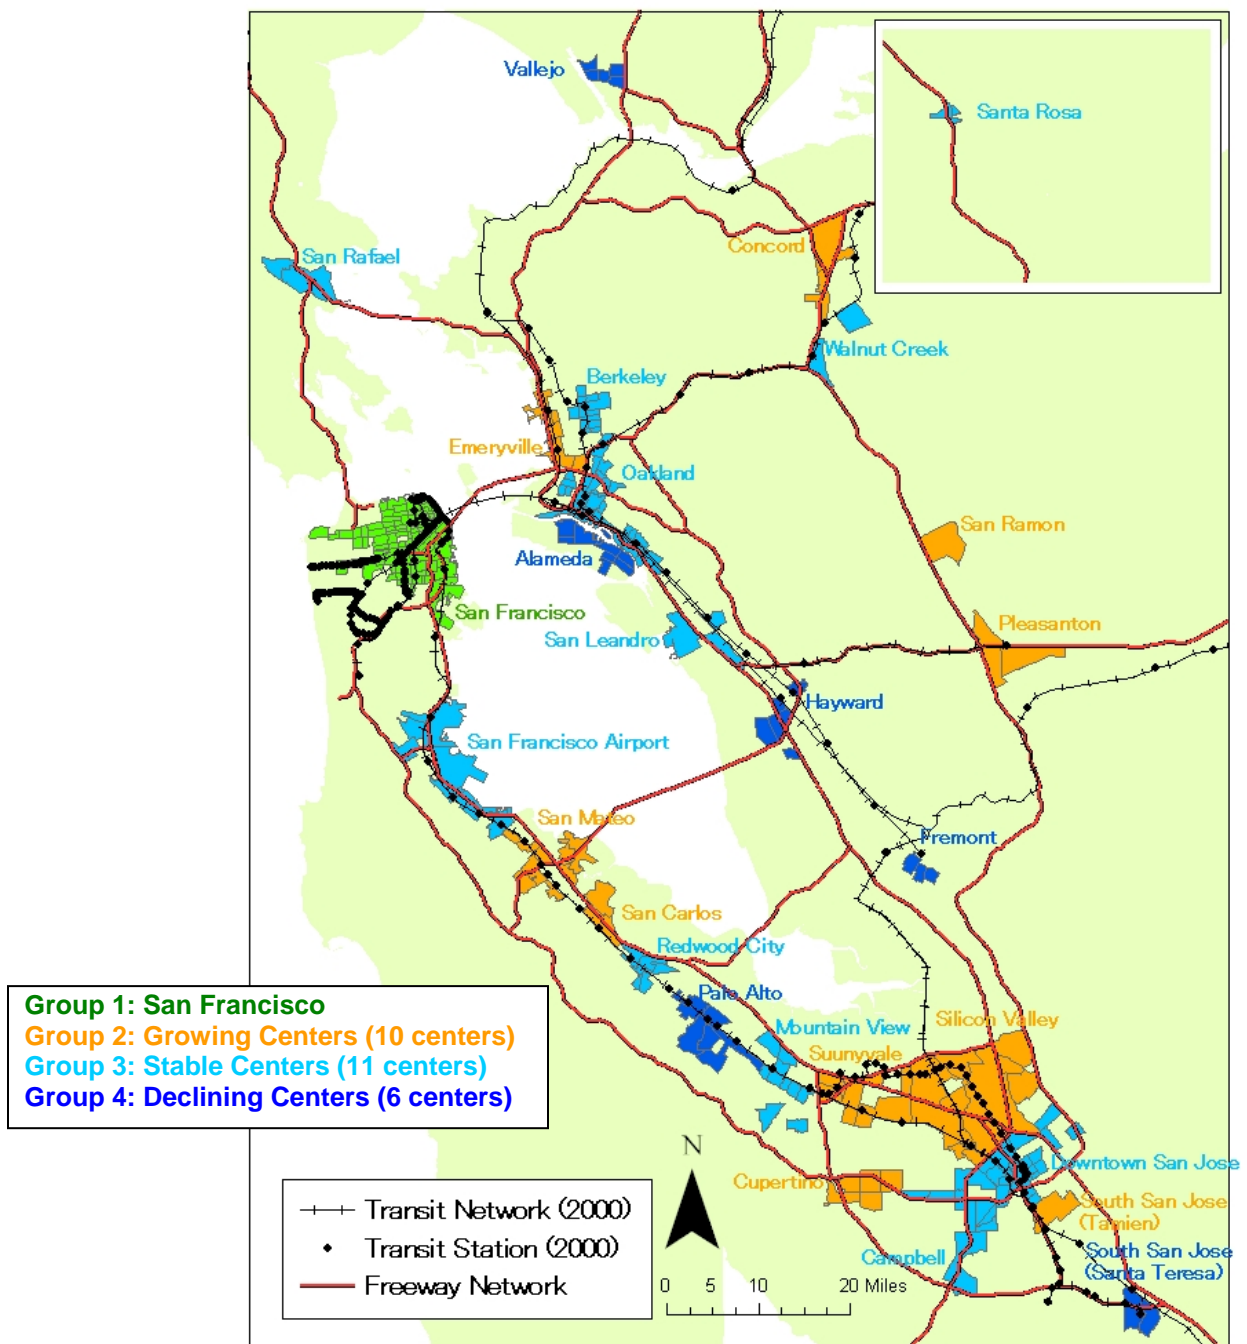 Vallejo
Santa Rosa
Concord
San Rafael
Walnut Creek
Berkeley
Emeryville
Oakland
San Ramon
Alameda
San Francisco
Pleasanton
San Leandro
Hayward
San Francisco Airport
San Mateo
Fremont
San Carlos
Redwood City
Palo Alto
Mountain View
Silicon Valley
Suunyvale
Group 1: San Francisco
Group 2: Growing Centers (10 centers)
Group 3: Stable Centers (11 centers)
Group 4: Declining Centers (6 centers)
N
Downtown San Jose
Cupertino
South San Jose
(Tamien)
Campbell
South San Jose
(Santa Teresa)
Transit Network (2000)
Transit Station (2000)
Freeway Network
0 5 10 20 Miles